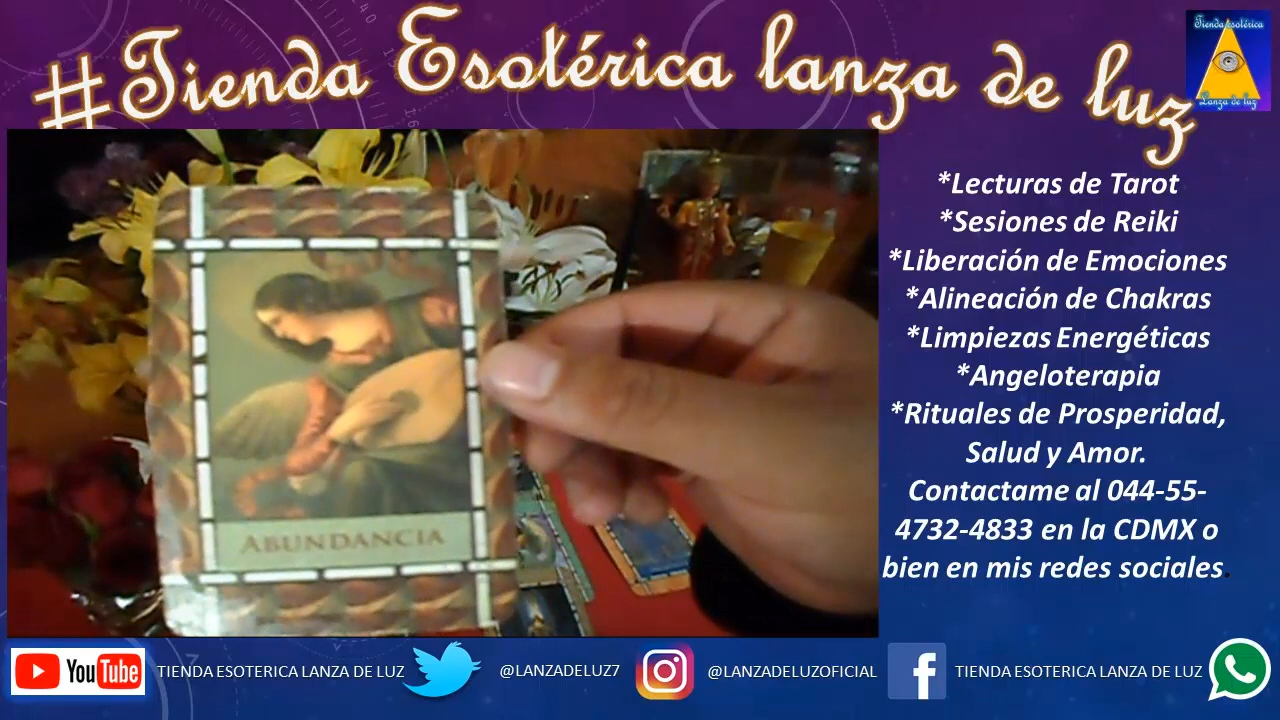 #Tienda Esotérica lanza de luz
Tienda esotérica
Lanza de luz
*Lecturas de Tarot
*Sesiones de Reiki
*Liberación de Emociones
*Alineación de Chakras
*Limpiezas Energéticas
*Angeloterapia
*Rituales de Prosperidad,
Salud y Amor.
Contactame al 044-55-
4732-4833 en la CDMX o
bien en mis redes sociales.
ABUNDANCIA
YouTube TIENDA ESOTERICA LANZA DE LUZ @LANZADELUZ7 @LANZADELUZOFICIAL TIENDA ESOTERICA LANZA DE LUZ